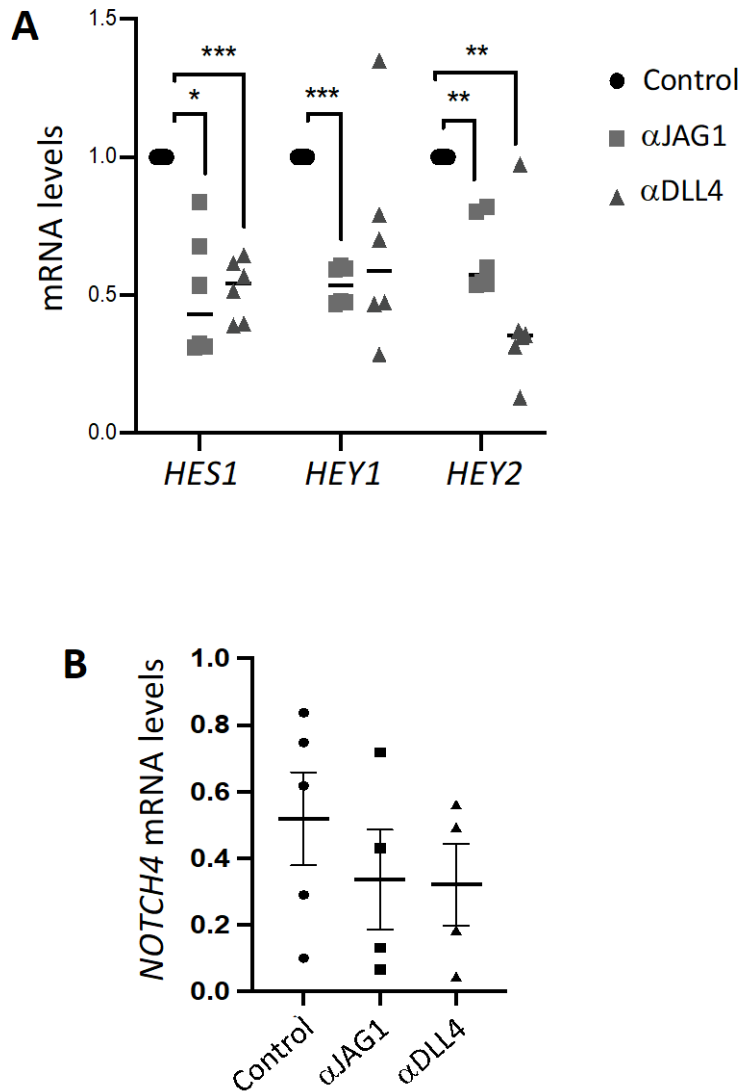 A
mRNA levels
1.5
1.0
0.5
0.0
***
*
***
**
**
Control
αJAG1
αDLL4
HES1
HEY1
HEY2
B
NOTCH4 mRNA levels
1.0
0.8
0.6
0.4
0.2
0.0
Control
αJAG1
αDLL4